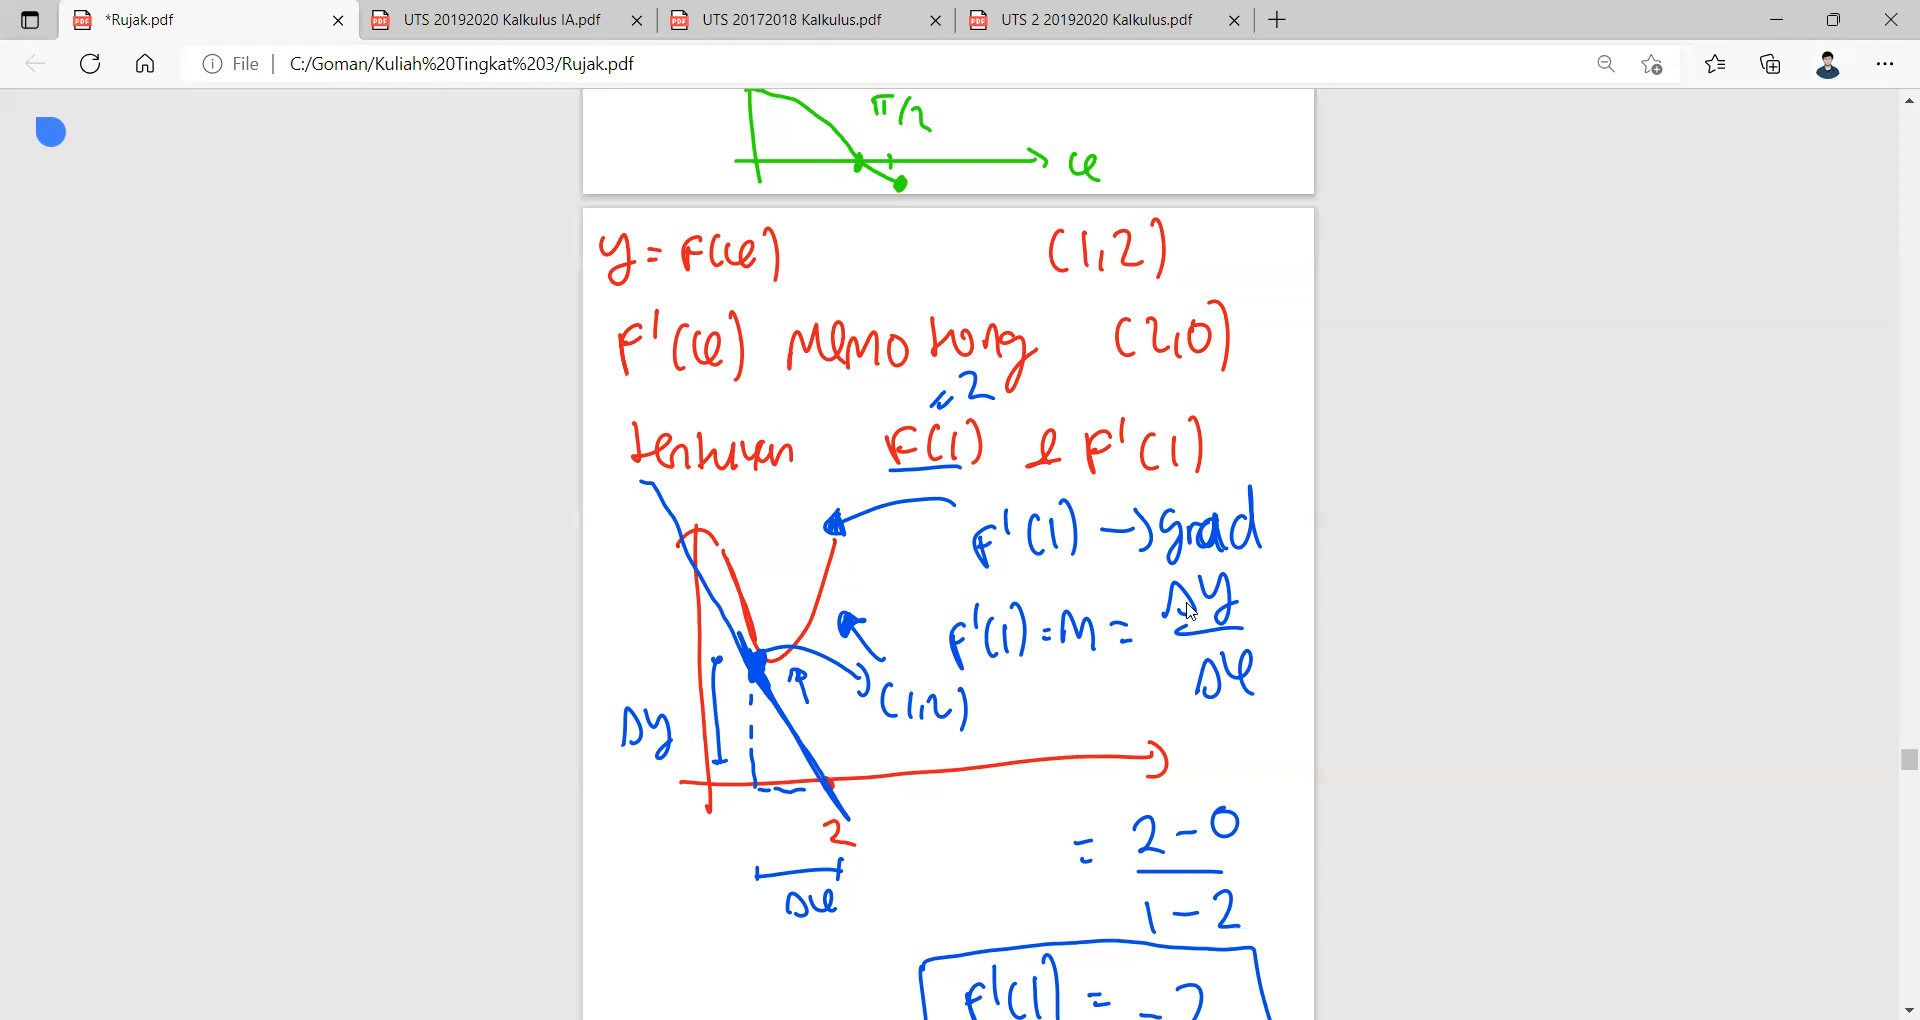 *Rujak.pdf
UTS 20192020 Kalkulus IA.pdf
UTS 20172018 Kalkulus.pdf
UTS 2 20192020 Kalkulus.pdf
File
C:/Goman/Kuliah%20Tingkat%203/Rujak.pdf
π/2
x
y = F(x) (1,2)
F'(x) memotong (2,0)
= 2
tentukan F(1) & F'(1)
F'(1) → grad
F'(1) = M = Δy
Δx
(1,2)
Δy
2
Δx
= 2 - 0
1 - 2
F'(1) = -2